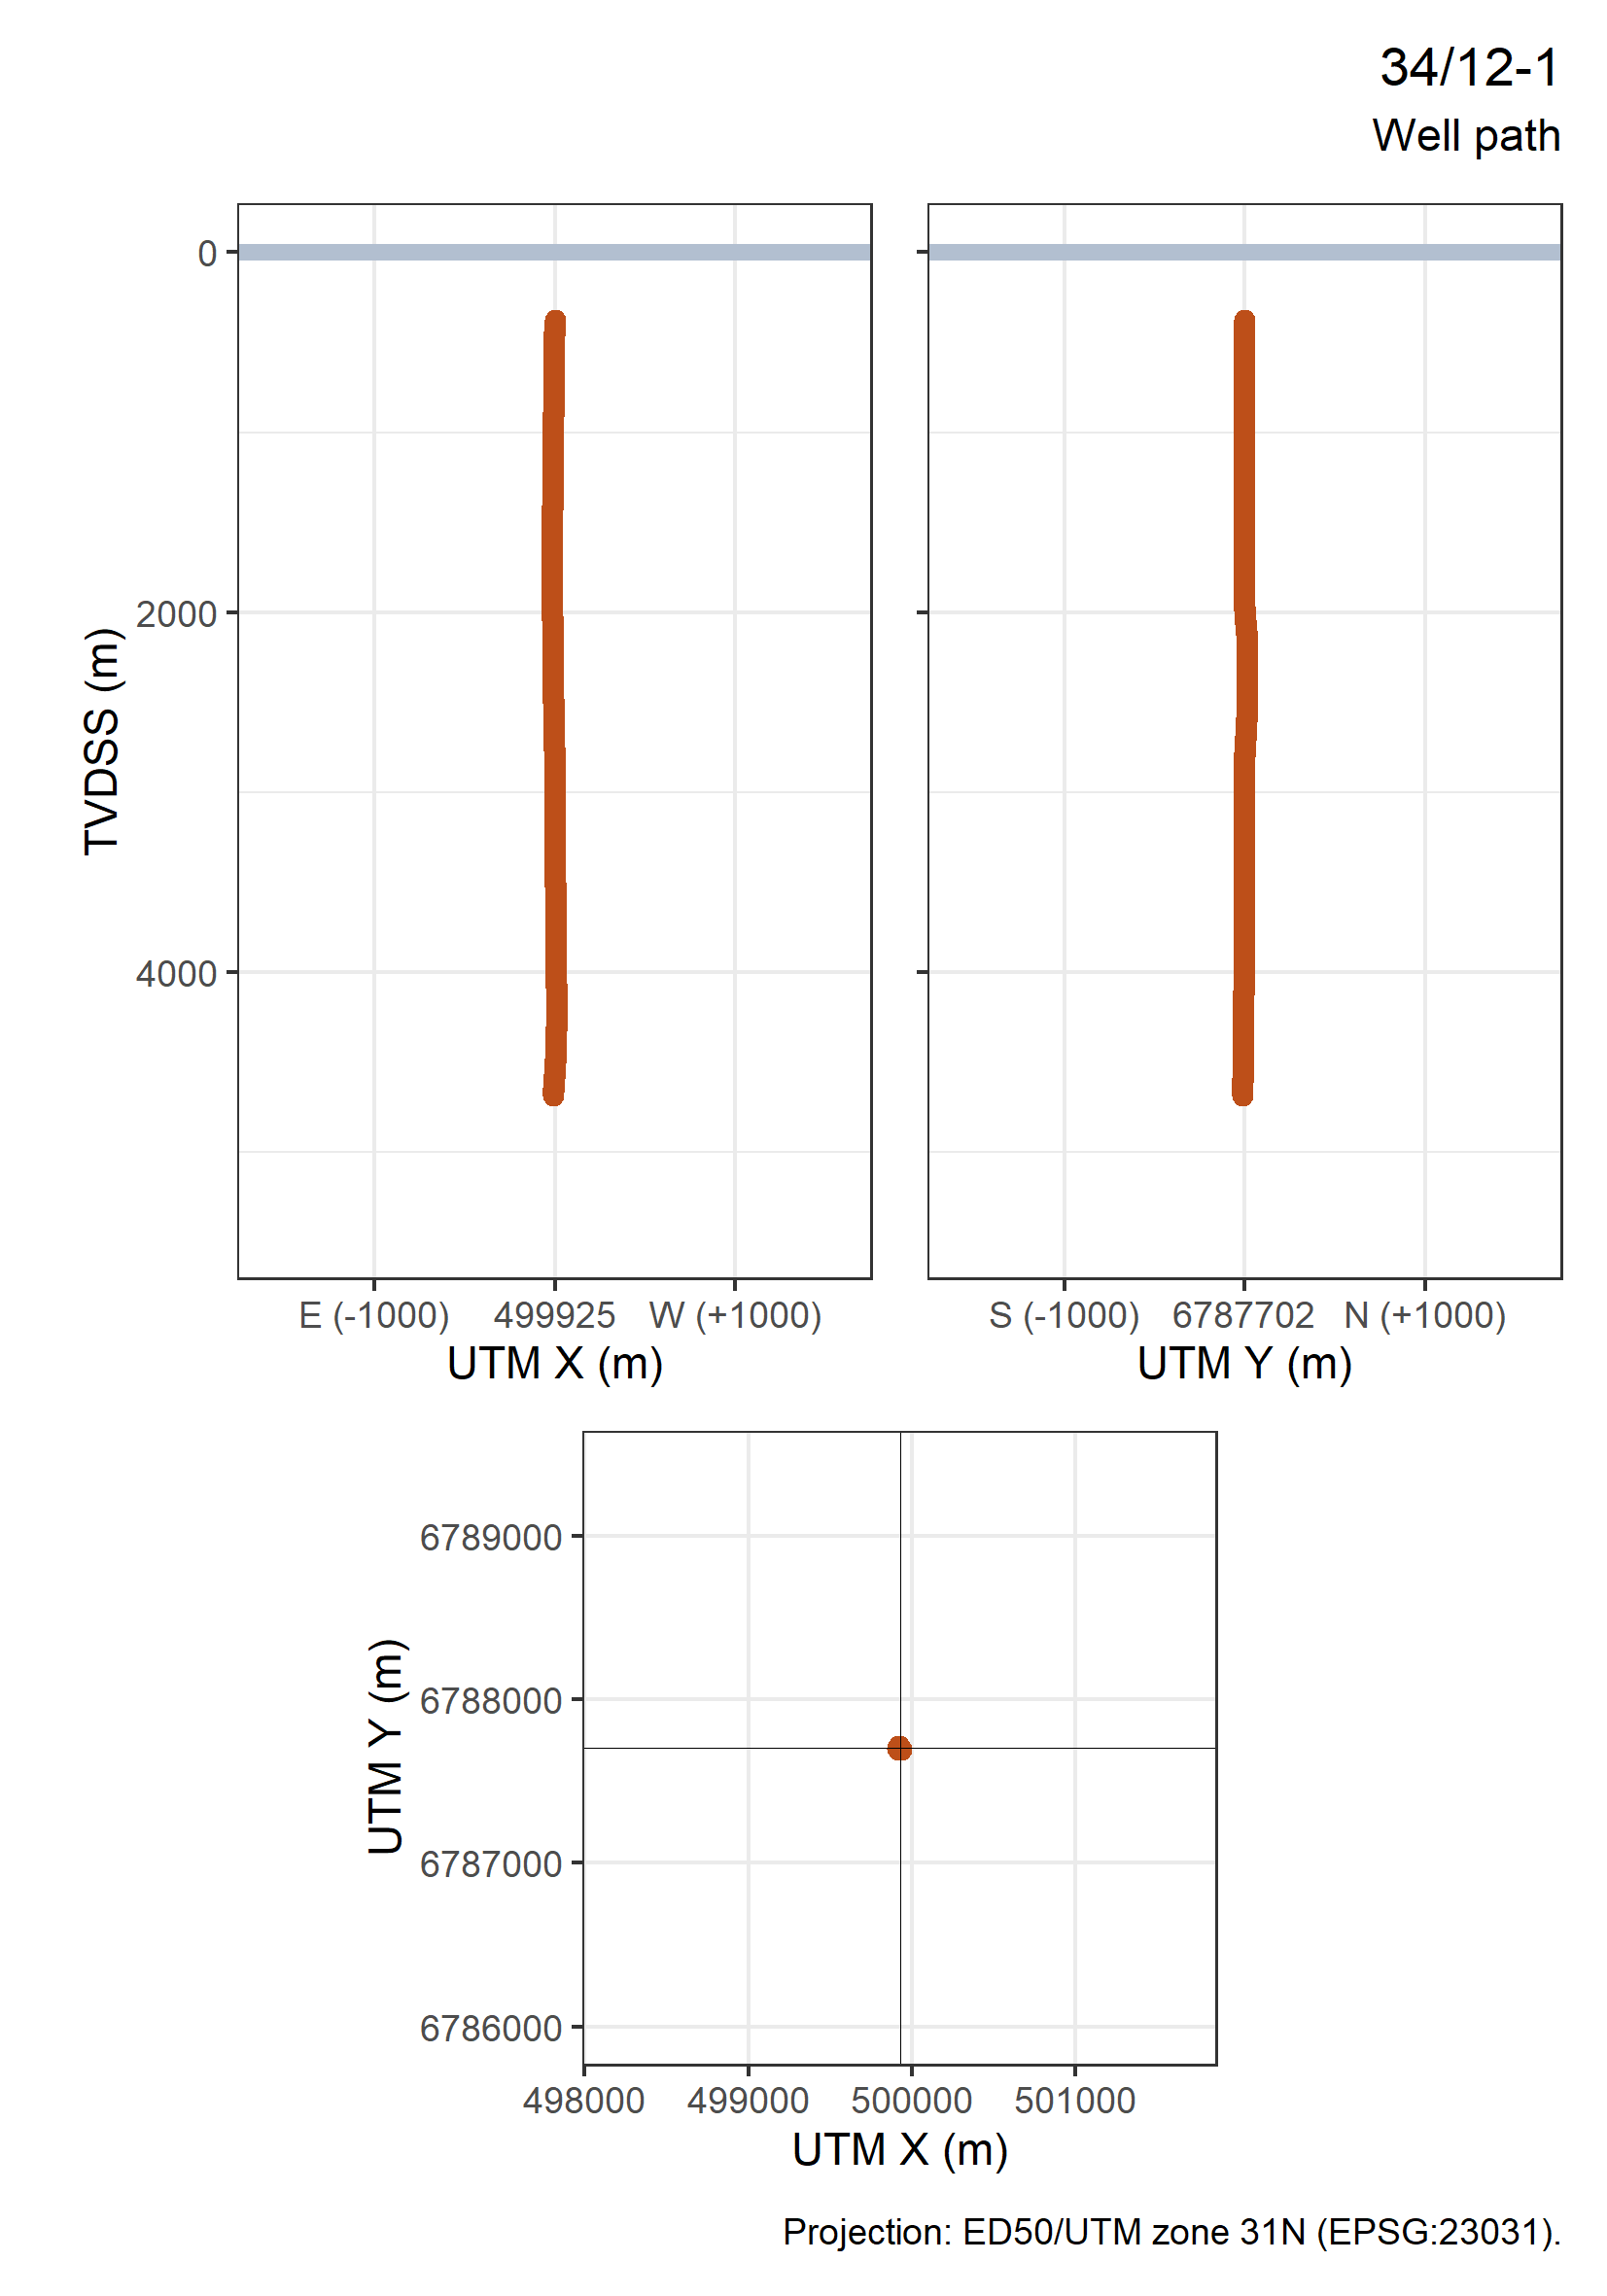 34/12-1
Well path
TVDSS (m)
0
2000
4000
E (-1000) 499925 W (+1000)
UTM X (m)
S (-1000) 6787702 N (+1000)
UTM Y (m)
UTM Y (m)
6789000
6788000
6787000
6786000
498000 499000 500000 501000
UTM X (m)
Projection: ED50/UTM zone 31N (EPSG:23031).